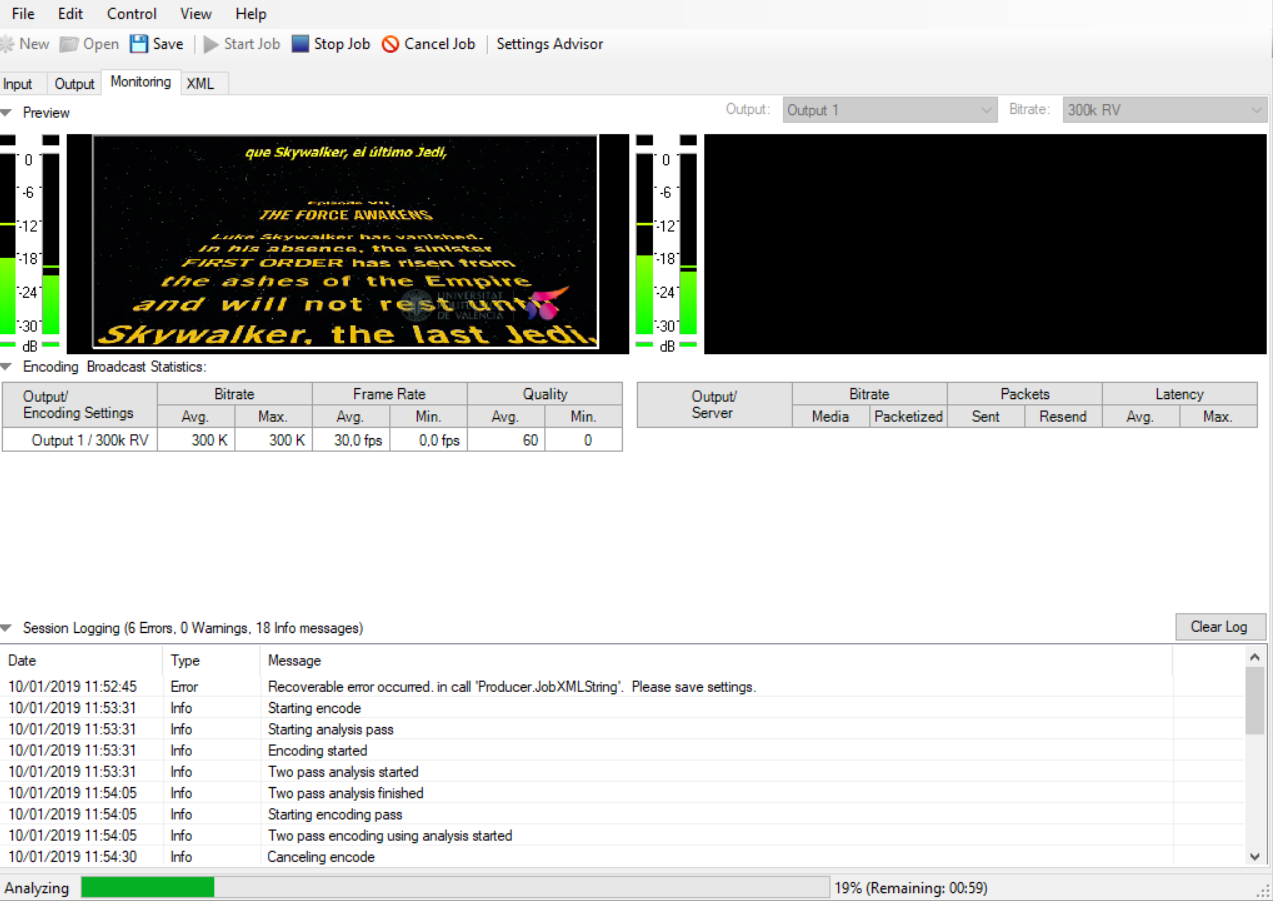 File Edit Control View Help
New Open Save Start Job Stop Job Cancel Job Settings Advisor
Input Output Monitoring XML
Preview
Output: Output 1 Bitrate: 300k RV
0
-6
-12
-18
-24
-30
dB
que Skywalker, el último Jedi,
Episode VII
THE FORCE AWAKENS
Luke Skywalker has vanished.
In his absence, the sinister
FIRST ORDER has risen from
the ashes of the Empire
and will not rest until
Skywalker, the last Jedi,
UNIVERSITAT
POLITÈCNICA
DE VALÈNCIA
0
-6
-12
-18
-24
-30
dB
Encoding Broadcast Statistics:
Output/ Encoding Settings Bitrate Frame Rate Quality
Avg. Max. Avg. Min. Avg. Min.
Output 1 / 300k RV 300 K 300 K 30,0 fps 0,0 fps 60 0
Output/ Server Bitrate Packets Latency
Media Packetized Sent Resend Avg. Max.
Session Logging (6 Errors, 0 Warnings, 18 Info messages)
Clear Log
Date Type Message
10/01/2019 11:52:45 Error Recoverable error occurred. in call 'Producer.JobXMLString'. Please save settings.
10/01/2019 11:53:31 Info Starting encode
10/01/2019 11:53:31 Info Starting analysis pass
10/01/2019 11:53:31 Info Encoding started
10/01/2019 11:53:31 Info Two pass analysis started
10/01/2019 11:54:05 Info Two pass analysis finished
10/01/2019 11:54:05 Info Starting encoding pass
10/01/2019 11:54:05 Info Two pass encoding using analysis started
10/01/2019 11:54:30 Info Canceling encode
Analyzing 19% (Remaining: 00:59)